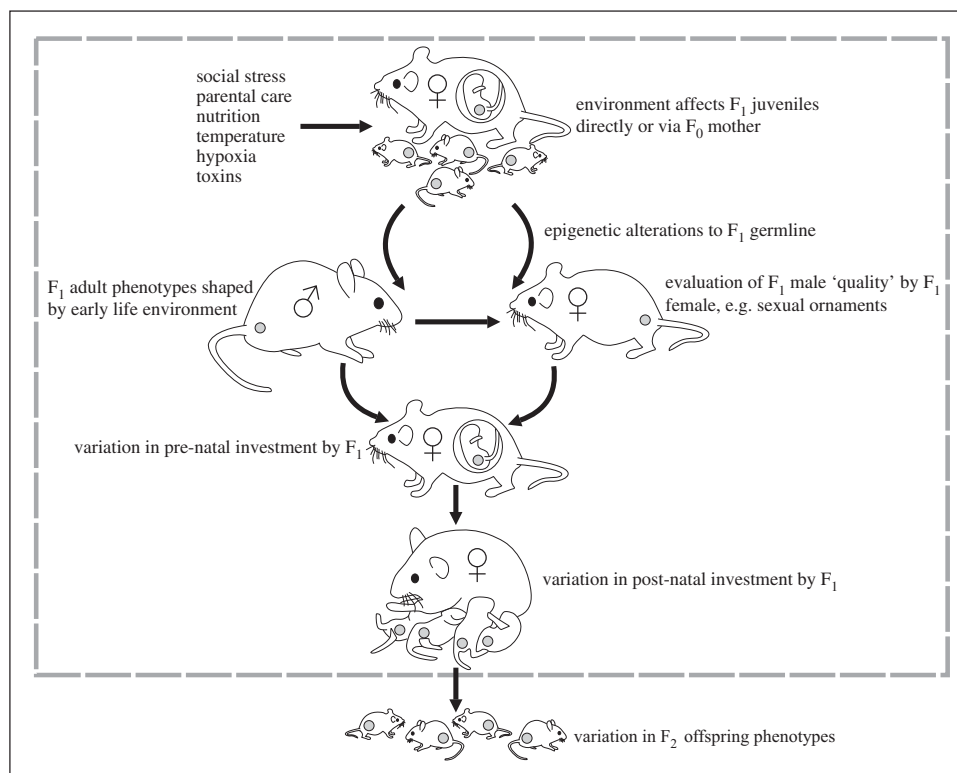 social stress
parental care
nutrition
temperature
hypoxia
toxins
environment affects F₁ juveniles
directly or via F₀ mother
epigenetic alterations to F₁ germline
F₁ adult phenotypes shaped
by early life environment
♂
evaluation of F₁ male ‘quality’ by F₁
female, e.g. sexual ornaments
variation in pre-natal investment by F₁
variation in post-natal investment by F₁
variation in F₂ offspring phenotypes